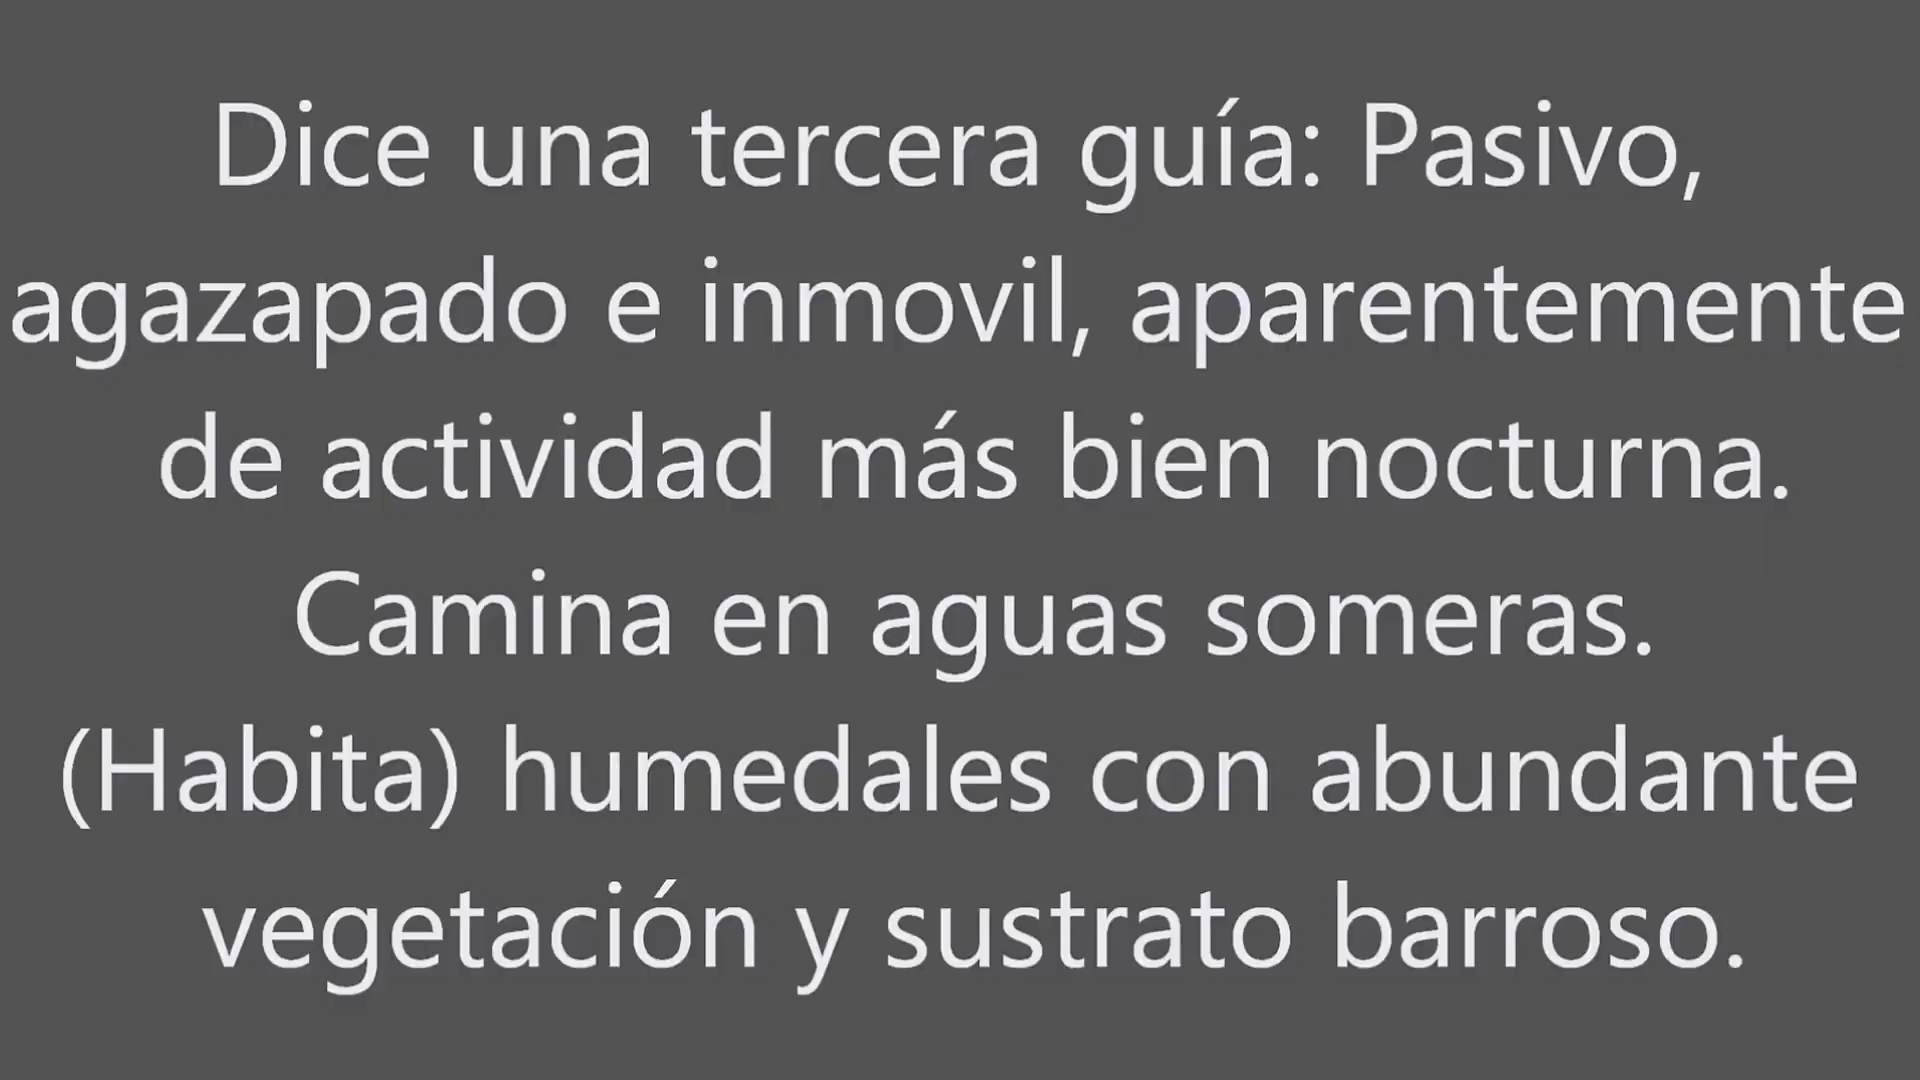 Dice una tercera guía: Pasivo,
agazapado e inmovil, aparentemente
de actividad más bien nocturna.
Camina en aguas someras.
(Habita) humedales con abundante
vegetación y sustrato barroso.